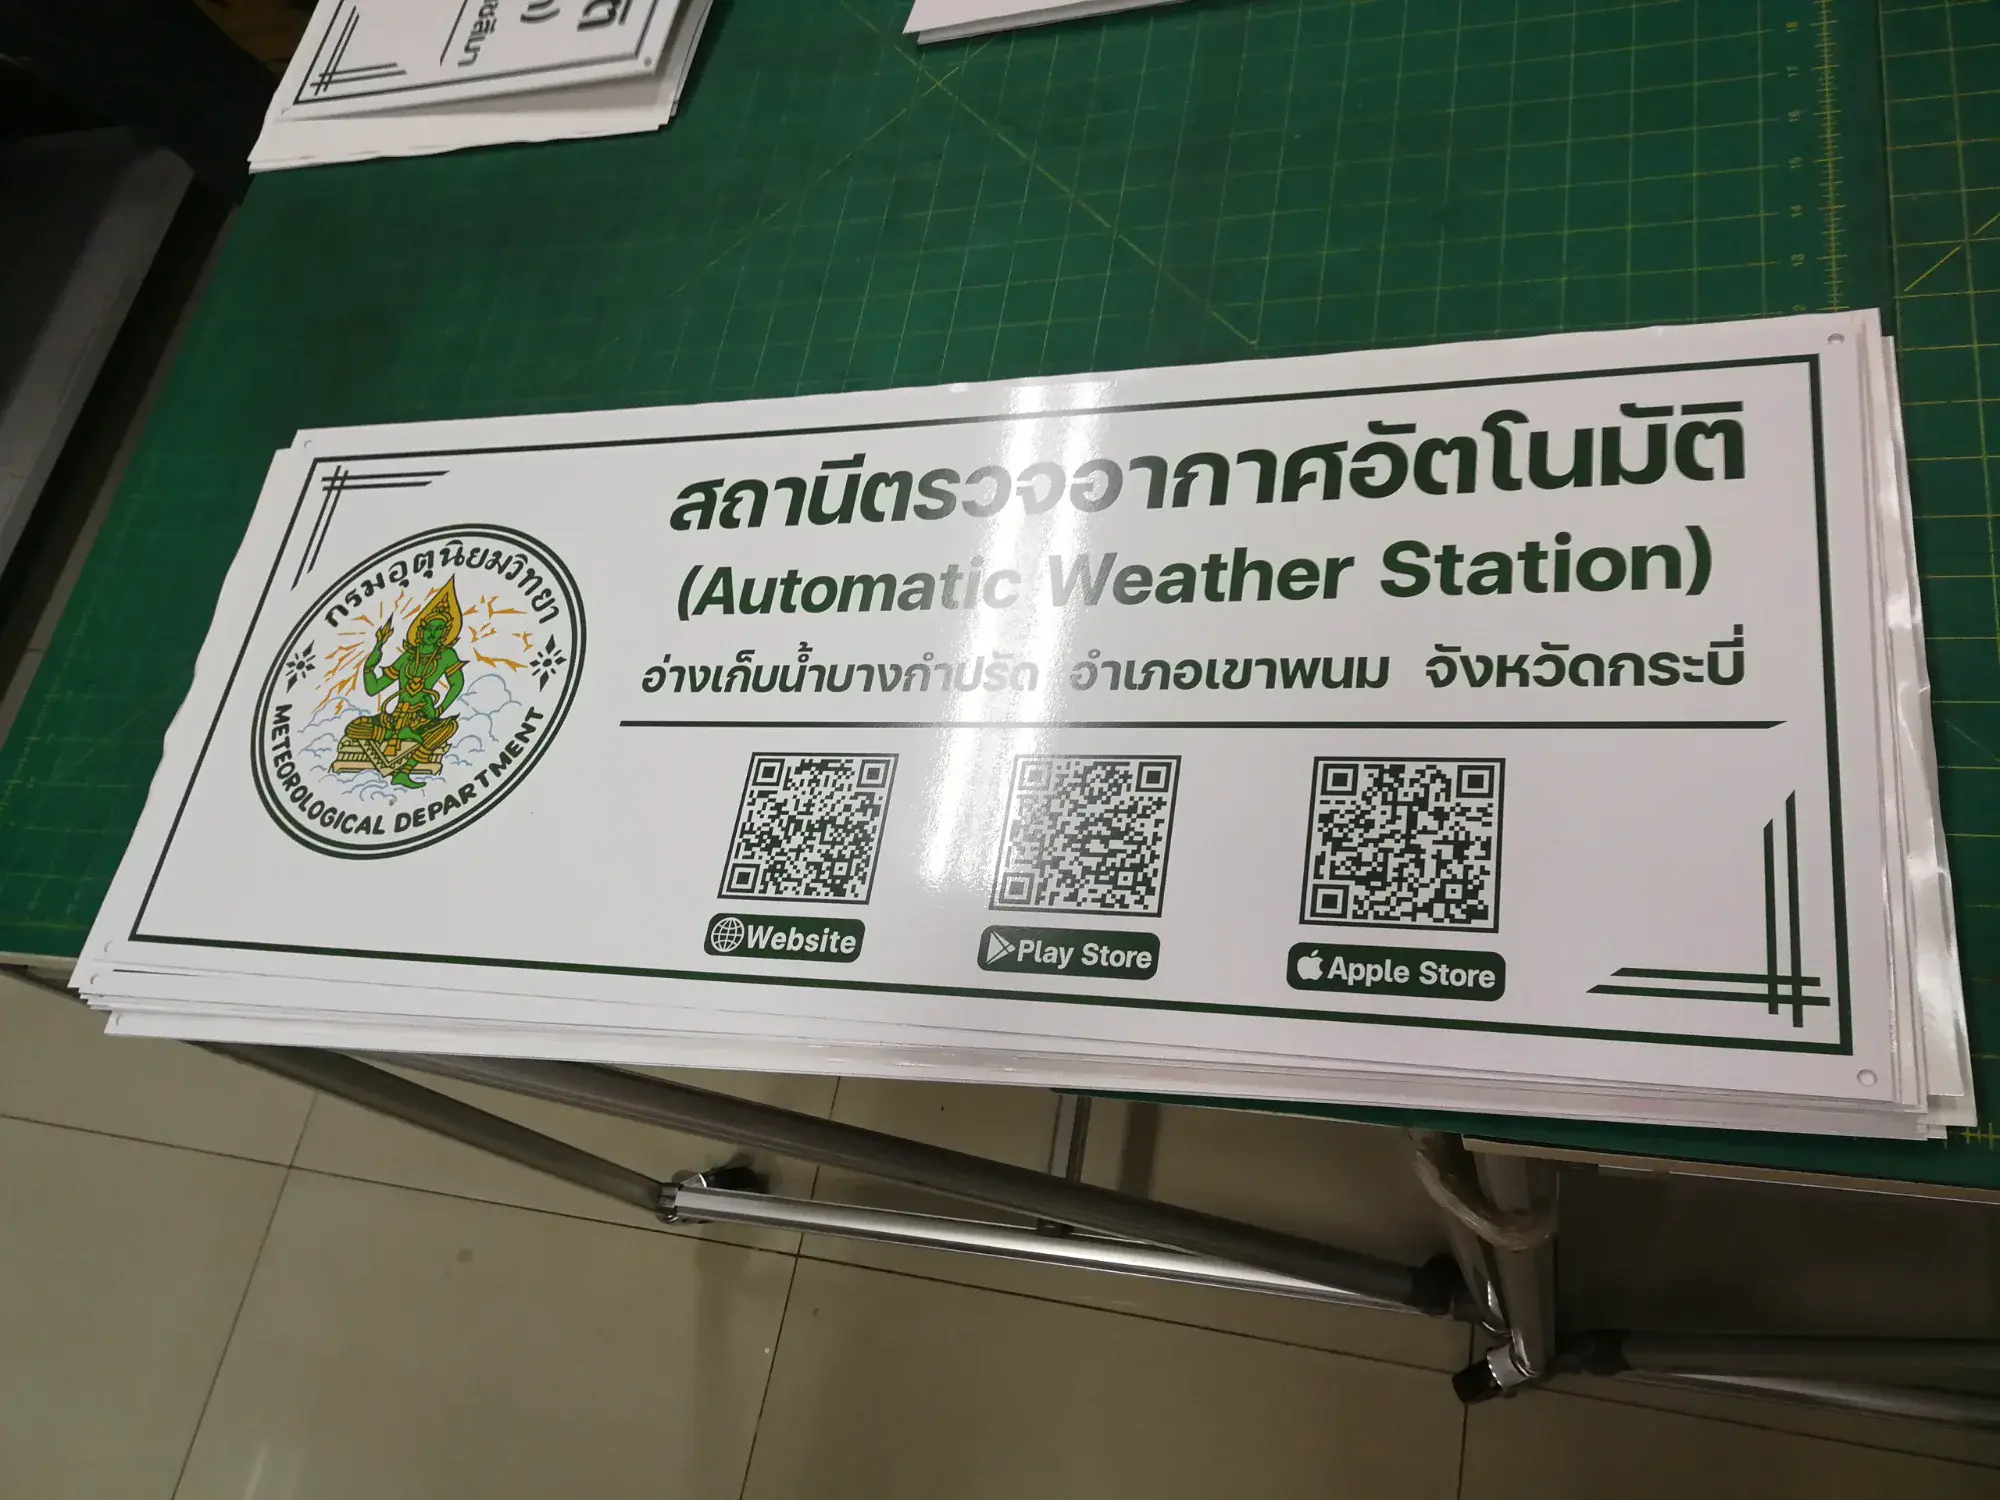 สถานีตรวจอากาศอัตโนมัติ
(Automatic Weather Station)
อ่างเก็บน้ำบางกำปรัด อำเภอเขาพนม จังหวัดกระบี่
กรมอุตุนิยมวิทยา
METEOROLOGICAL DEPARTMENT
Website
Play Store
Apple Store